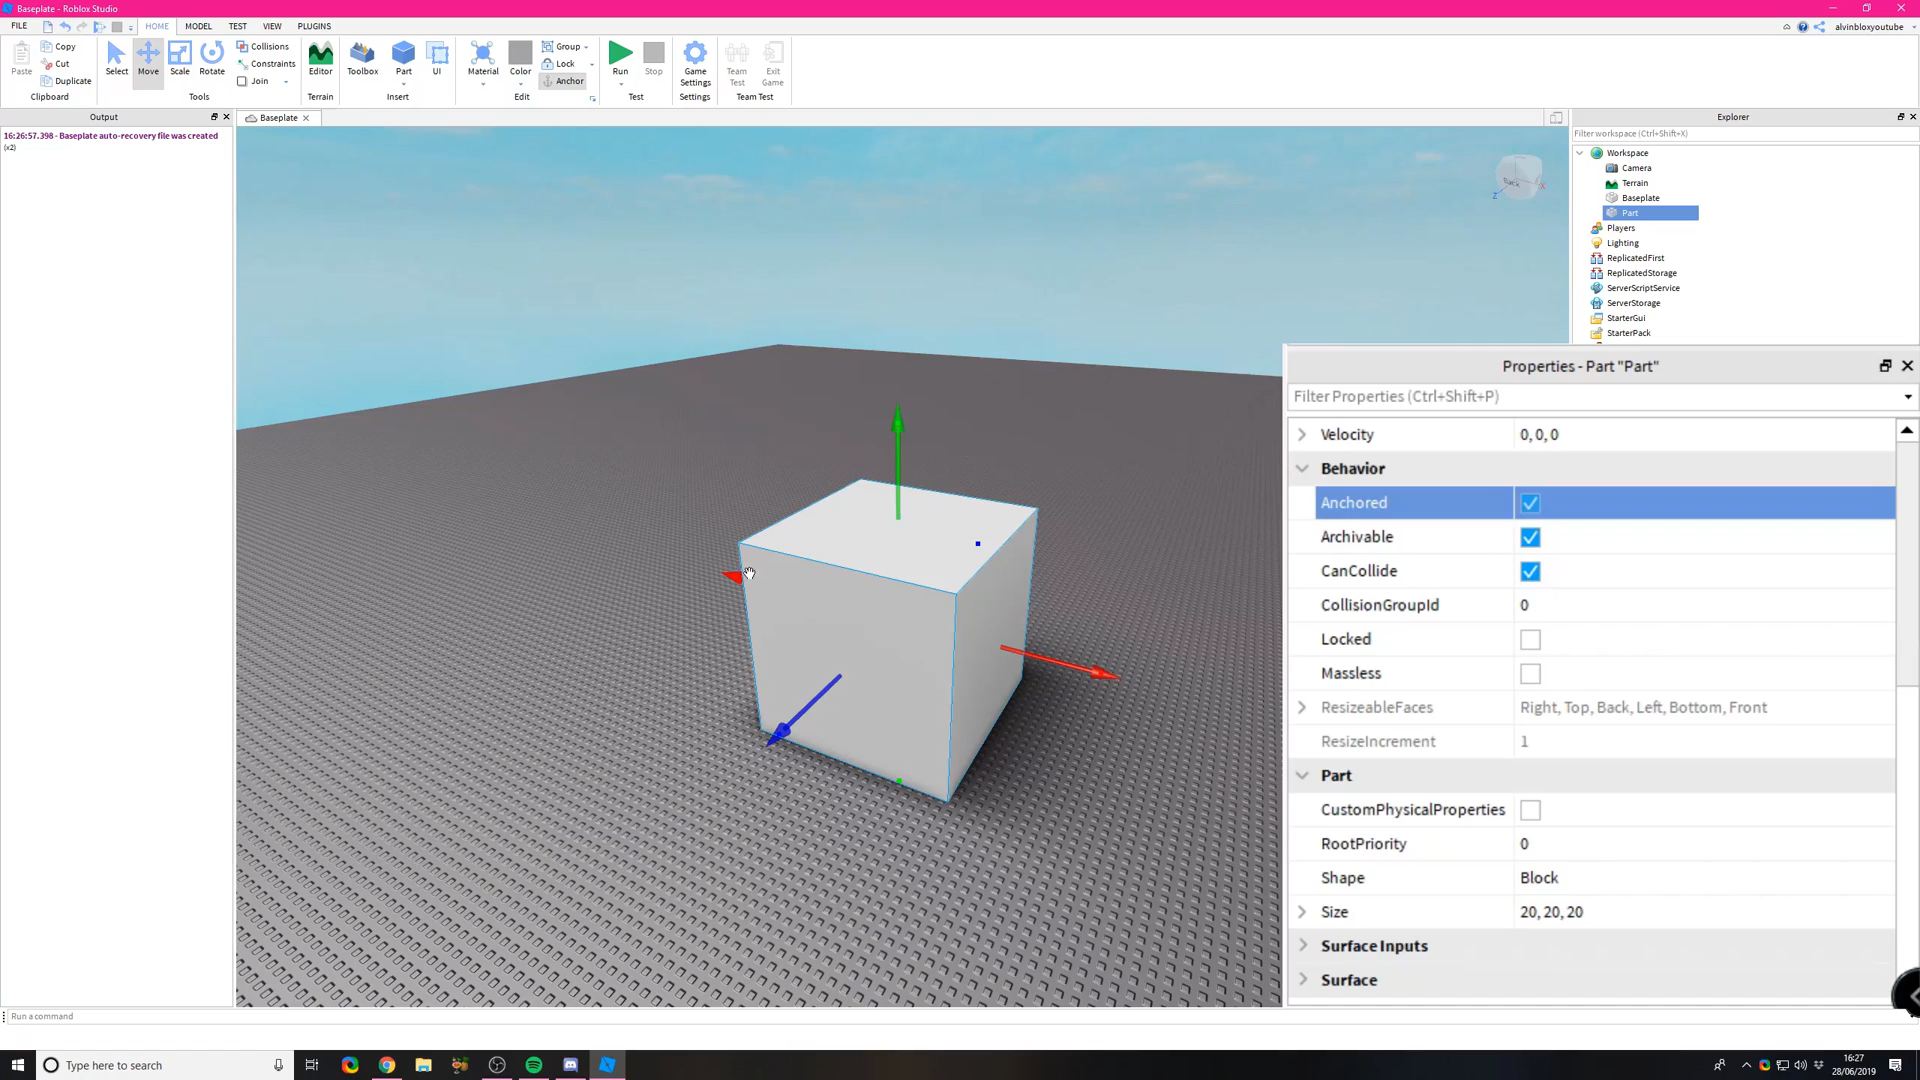 Baseplate - Roblox Studio
FILE HOME MODEL TEST VIEW PLUGINS alvinbloxyoutube
Paste Copy Cut Duplicate Clipboard
Select Move Scale Rotate Collisions Constraints Join Tools
Editor Terrain
Toolbox Part UI Insert
Material Color Group Lock Anchor Edit
Run Stop Test
Game Settings Settings
Team Test Exit Game Team Test
Output
16:26:57.398 - Baseplate auto-recovery file was created
(x2)
Baseplate
Back
Z X
Explorer
Filter workspace (Ctrl+Shift+X)
Workspace
Camera
Terrain
Baseplate
Part
Players
Lighting
ReplicatedFirst
ReplicatedStorage
ServerScriptService
ServerStorage
StarterGui
StarterPack
Properties - Part "Part"
Filter Properties (Ctrl+Shift+P)
Velocity 0, 0, 0
Behavior
Anchored
Archivable
CanCollide
CollisionGroupId 0
Locked
Massless
ResizeableFaces Right, Top, Back, Left, Bottom, Front
ResizeIncrement 1
Part
CustomPhysicalProperties
RootPriority 0
Shape Block
Size 20, 20, 20
Surface Inputs
Surface
Run a command
Type here to search
16:27
28/06/2019